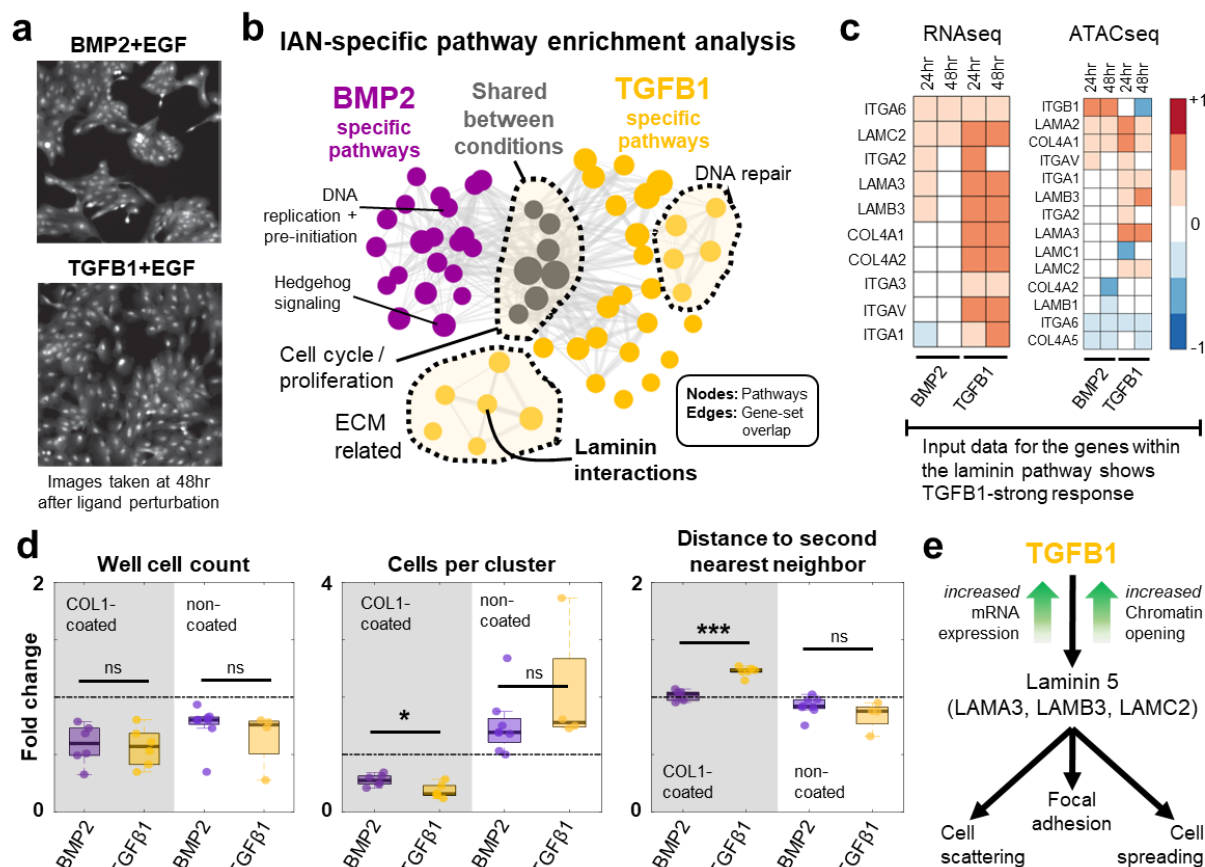 a
BMP2+EGF
TGFB1+EGF
Images taken at 48hr
after ligand perturbation
b
IAN-specific pathway enrichment analysis
BMP2
specific
pathways
Shared
between
conditions
TGFB1
specific
pathways
DNA repair
DNA
replication +
pre-initiation
Hedgehog
signaling
Cell cycle /
proliferation
ECM
related
Laminin
interactions
Nodes: Pathways
Edges: Gene-set
overlap
c
RNAseq
24hr
48hr
24hr
48hr
ITGA6
LAMC2
ITGA2
LAMA3
LAMB3
COL4A1
COL4A2
ITGA3
ITGAV
ITGA1
BMP2
TGFB1
ATACseq
24hr
48hr
24hr
48hr
ITGB1
LAMA2
COL4A1
ITGAV
ITGA1
LAMB3
ITGA2
LAMA3
LAMC1
LAMC2
COL4A2
LAMB1
ITGA6
COL4A5
BMP2
TGFB1
+1
0
-1
Input data for the genes within
the laminin pathway shows
TGFB1-strong response
d
Fold change
Well cell count
2
0
COL1-
coated
non-
coated
ns
ns
BMP2
TGFβ1
BMP2
TGFβ1
Cells per cluster
4
0
COL1-
coated
non-
coated
*
ns
BMP2
TGFβ1
BMP2
TGFβ1
Distance to second
nearest neighbor
2
0
***
ns
COL1-
coated
non-
coated
BMP2
TGFβ1
BMP2
TGFβ1
e
TGFB1
increased
mRNA
expression
increased
Chromatin
opening
Laminin 5
(LAMA3, LAMB3, LAMC2)
Cell
scattering
Focal
adhesion
Cell
spreading